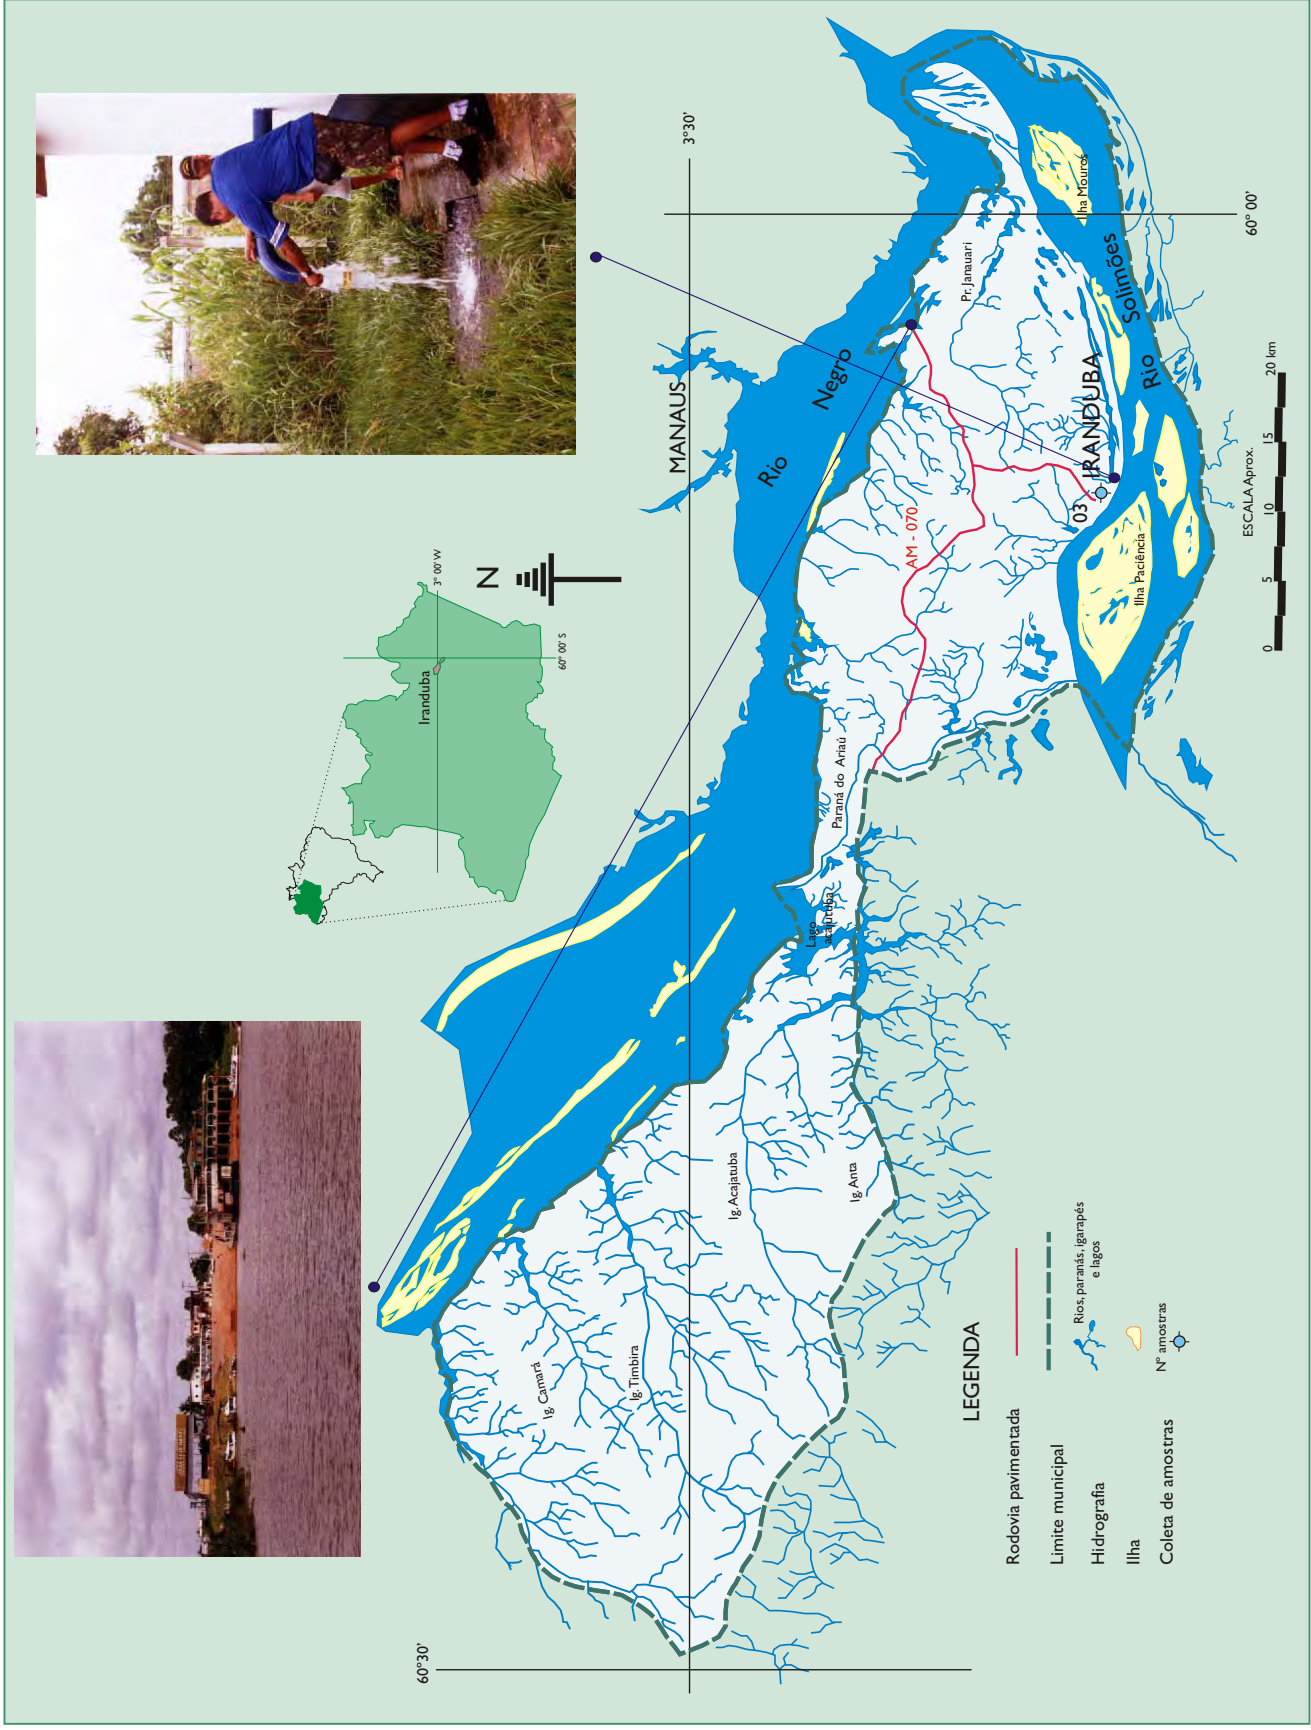 3°30'
60° 00'
60°30'
MANAUS
Rio
Negro
Rio
Solimões
IRANDUBA
03
AM - 070
Pr. Janauari
Ilha Mouros
Ilha Paciência
Paraná do Ariaú
Lago
acajutuba
Ig. Acajatuba
Ig. Anta
Ig. Timbira
Ig. Camará
Iranduba
3° 00' W
60° 00' S
N
ESCALA Aprox.
0 5 10 15 20 km
LEGENDA
Rodovia pavimentada
Limite municipal
Hidrografia
Rios, paranás, igarapés
e lagos
Ilha
Coleta de amostras
Nº amostras